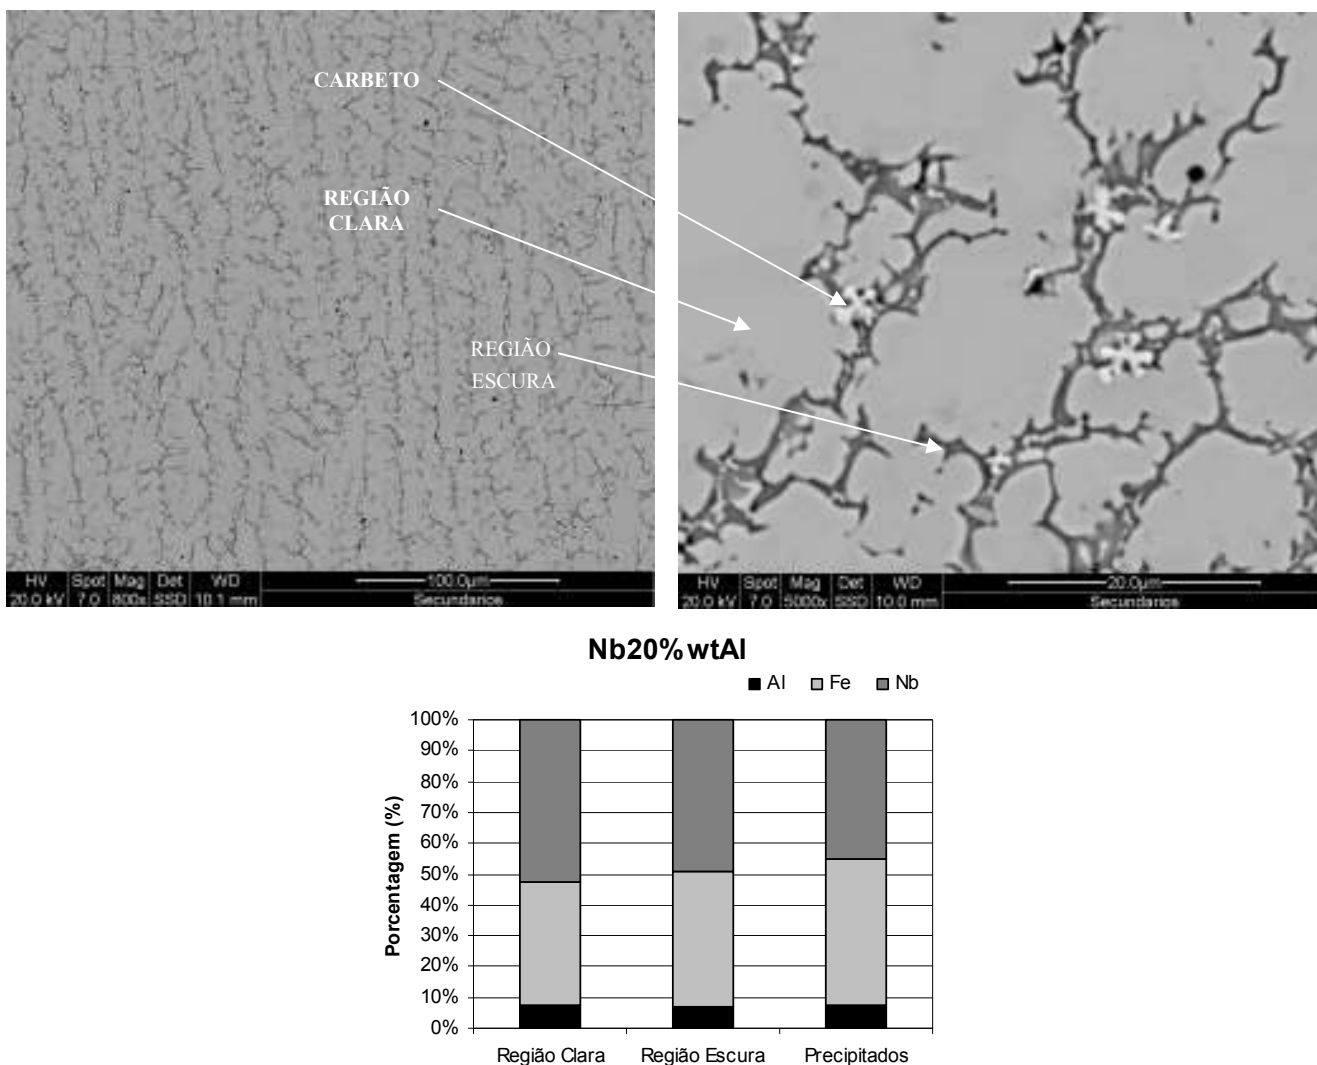 CARBETO
REGIÃO
CLARA
REGIÃO
ESCURA
HV Spot Mag Det WD 100.0µm
20.0 kV 7.0 800x SSD 10.1 mm Secundarios
HV Spot Mag Det WD 20.0µm
20.0 kV 7.0 5000x SSD 10.0 mm Secundarios
Nb20%wtAl
Al Fe Nb
100%
90%
80%
70%
60%
50%
40%
30%
20%
10%
0%
Porcentagem (%)
Região Clara Região Escura Precipitados